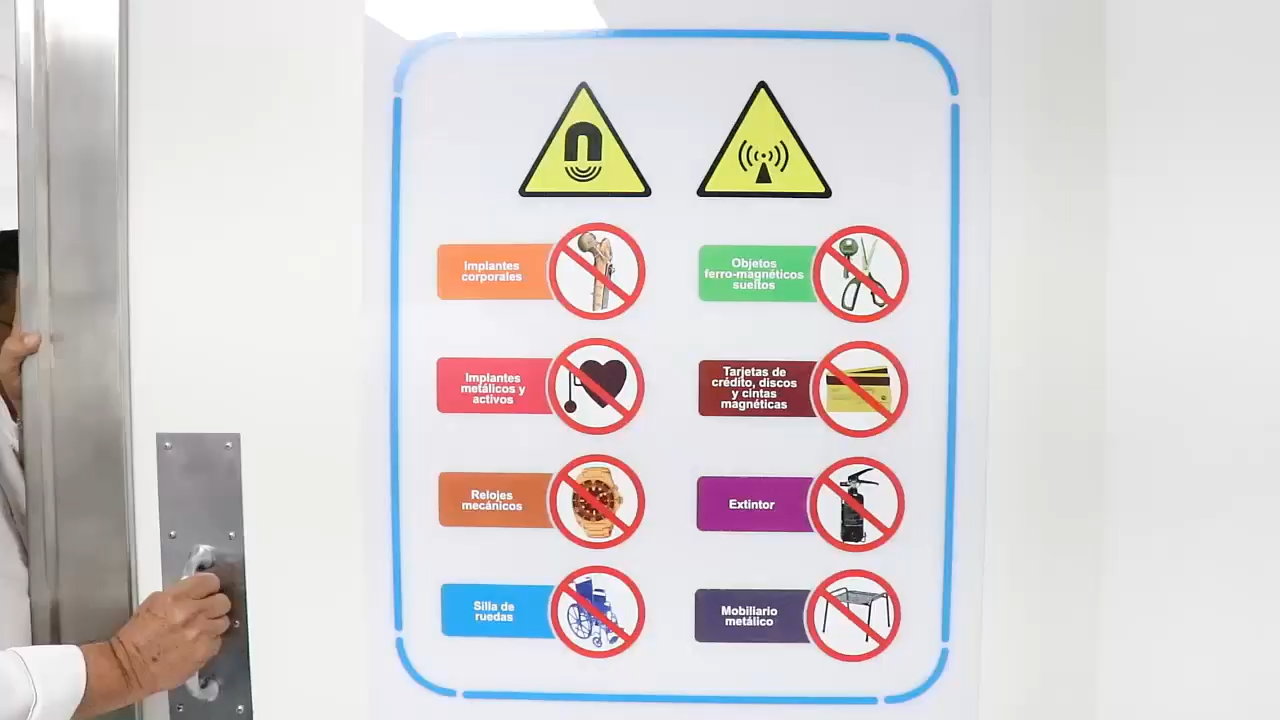 Implantes
corporales
Objetos
ferro-magnéticos
sueltos
Implantes
metálicos y
activos
Tarjetas de
crédito, discos
y cintas
magnéticas
Relojes
mecánicos
Extintor
Silla de
ruedas
Mobiliario
metálico